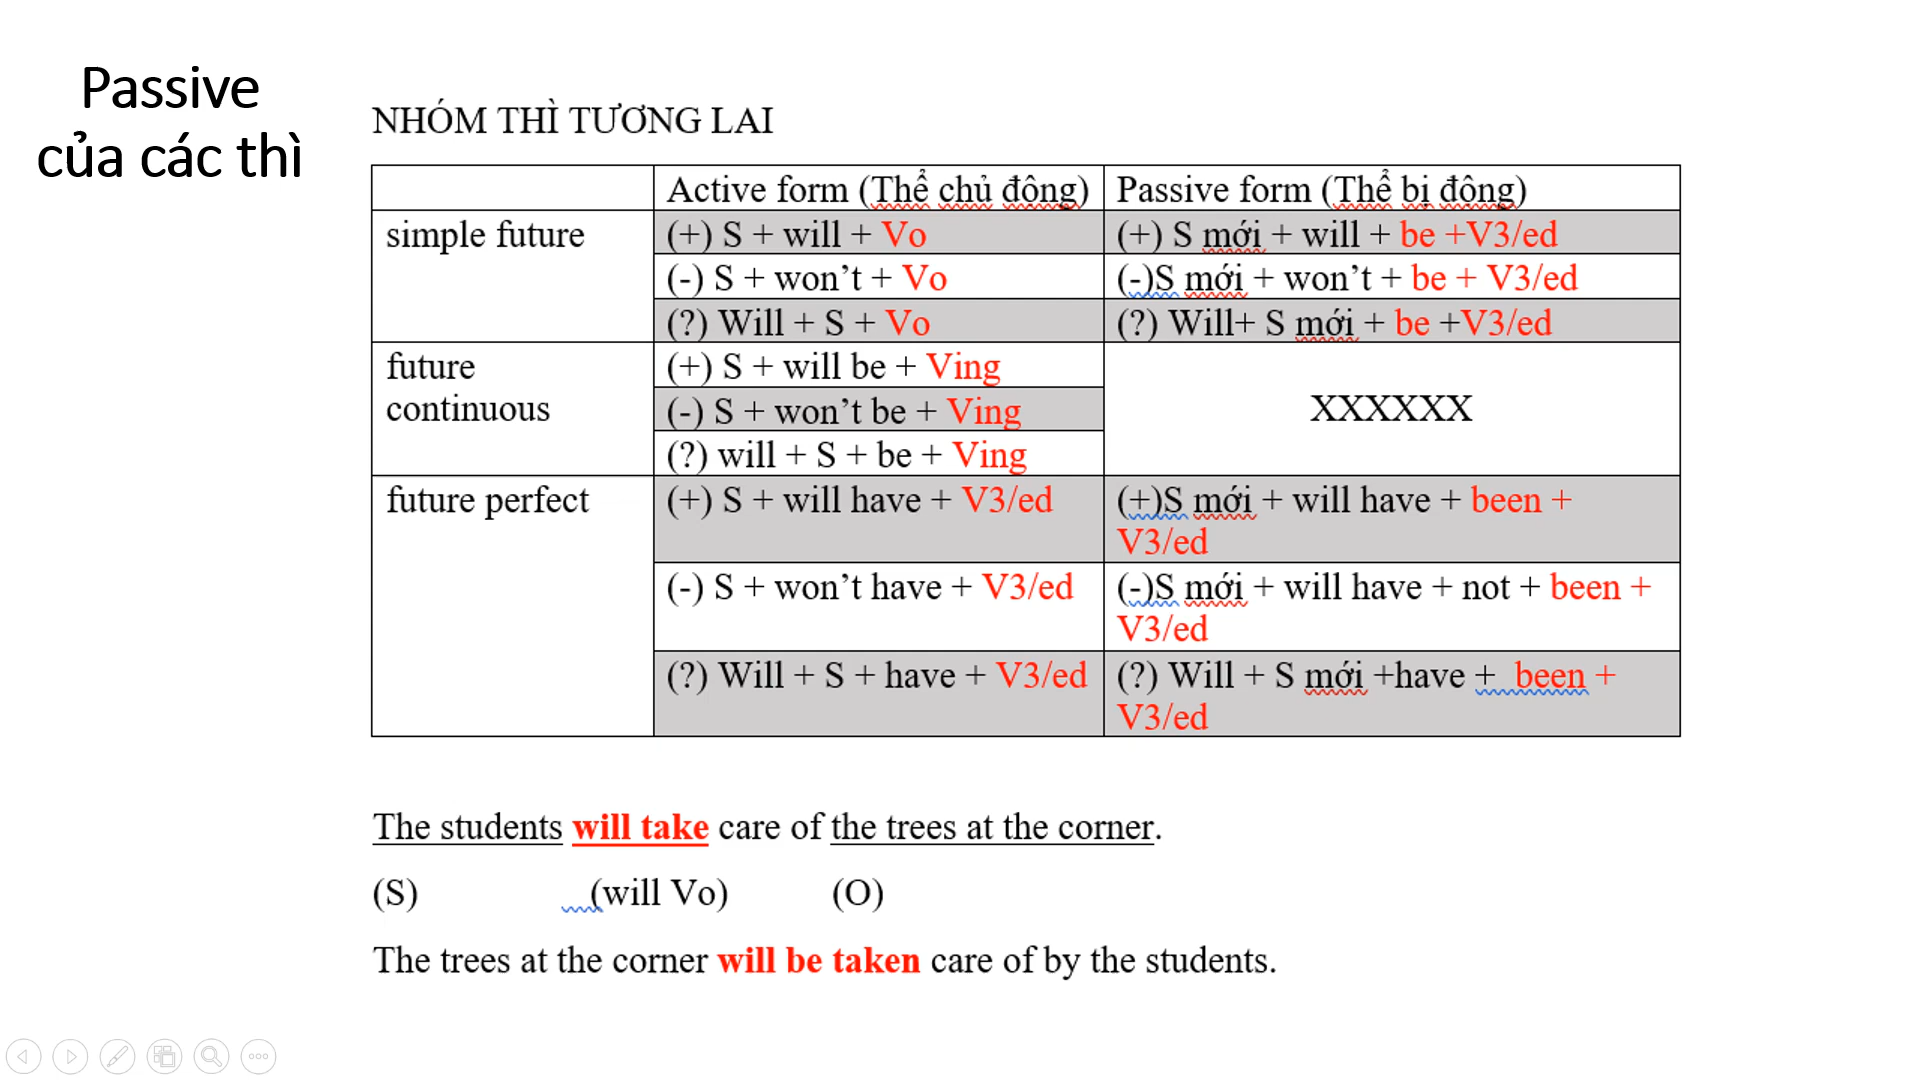 Passive
của các thì
NHÓM THÌ TƯƠNG LAI
Active form (Thể chủ động)
Passive form (Thể bị động)
simple future
(+) S + will + Vo
(+) S mới + will + be +V3/ed
(-) S + won’t + Vo
(-)S mới + won’t + be + V3/ed
(?) Will + S + Vo
(?) Will+ S mới + be +V3/ed
future
continuous
(+) S + will be + Ving
(-) S + won’t be + Ving
(?) will + S + be + Ving
XXXXXX
future perfect
(+) S + will have + V3/ed
(+)S mới + will have + been +
V3/ed
(-) S + won’t have + V3/ed
(-)S mới + will have + not + been +
V3/ed
(?) Will + S + have + V3/ed
(?) Will + S mới +have +  been +
V3/ed
The students will take care of the trees at the corner.
(S) (will Vo) (O)
The trees at the corner will be taken care of by the students.